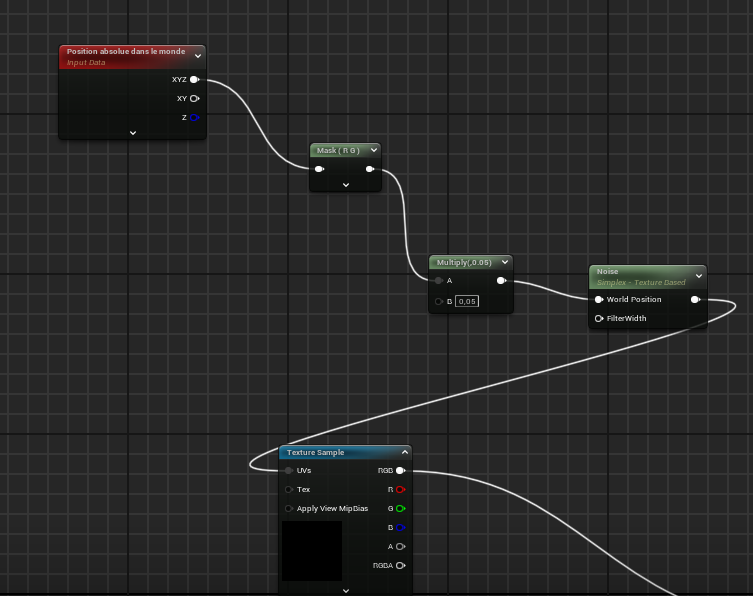 Position absolue dans le monde
Input Data
XYZ
XY
Z
Mask ( R G )
Multiply(,0.05)
A
B 0,05
Noise
Simplex - Texture Based
World Position
FilterWidth
Texture Sample
UVs RGB
Tex R
Apply View MipBias G
B
A
RGBA